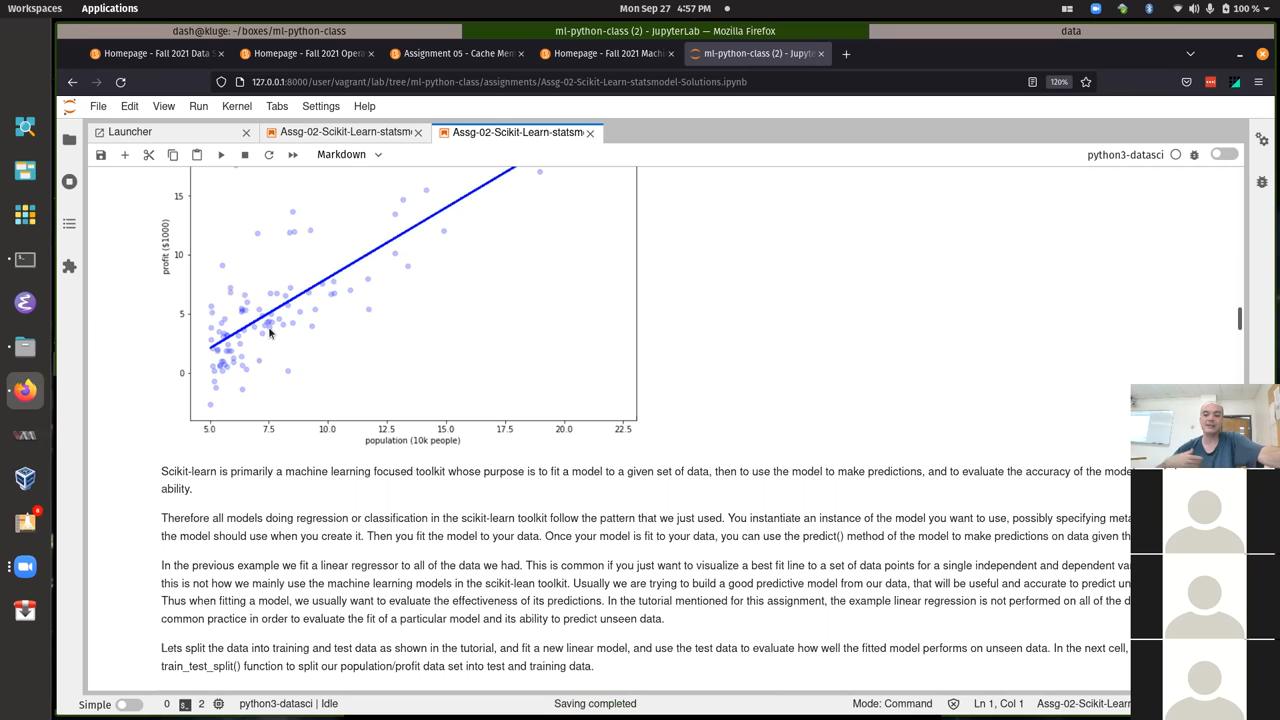 Workspaces Applications Mon Sep 27 4:57 PM 100 %
dash@kluge: ~/boxes/ml-python-class ml-python-class (2) - JupyterLab — Mozilla Firefox data
Homepage - Fall 2021 Data S Homepage - Fall 2021 Opera Assignment 05 - Cache Mem Homepage - Fall 2021 Machi ml-python-class (2) - Jupyte
127.0.0.1:8000/user/vagrant/lab/tree/ml-python-class/assignments/Assg-02-Scikit-Learn-statsmodel-Solutions.ipynb 120%
File Edit View Run Kernel Tabs Settings Help
Launcher Assg-02-Scikit-Learn-statsm Assg-02-Scikit-Learn-statsm
Markdown python3-datasci
15
10
5
0
profit ($1000)
5.0 7.5 10.0 12.5 15.0 17.5 20.0 22.5
population (10k people)
Scikit-learn is primarily a machine learning focused toolkit whose purpose is to fit a model to a given set of data, then to use the model to make predictions, and to evaluate the accuracy of the mode
ability.
Therefore all models doing regression or classification in the scikit-learn toolkit follow the pattern that we just used. You instantiate an instance of the model you want to use, possibly specifying meta
the model should use when you create it. Then you fit the model to your data. Once your model is fit to your data, you can use the predict() method of the model to make predictions on data given th
In the previous example we fit a linear regressor to all of the data we had. This is common if you just want to visualize a best fit line to a set of data points for a single independent and dependent var
this is not how we mainly use the machine learning models in the scikit-lean toolkit. Usually we are trying to build a good predictive model from our data, that will be useful and accurate to predict un
Thus when fitting a model, we usually want to evaluate the effectiveness of its predictions. In the tutorial mentioned for this assignment, the example linear regression is not performed on all of the d
common practice in order to evaluate the fit of a particular model and its ability to predict unseen data.
Lets split the data into training and test data as shown in the tutorial, and fit a new linear model, and use the test data to evaluate how well the fitted model performs on unseen data. In the next cell,
train_test_split() function to split our population/profit data set into test and training data.
Simple 0 2 python3-datasci | Idle Saving completed Mode: Command Ln 1, Col 1 Assg-02-Scikit-Learn